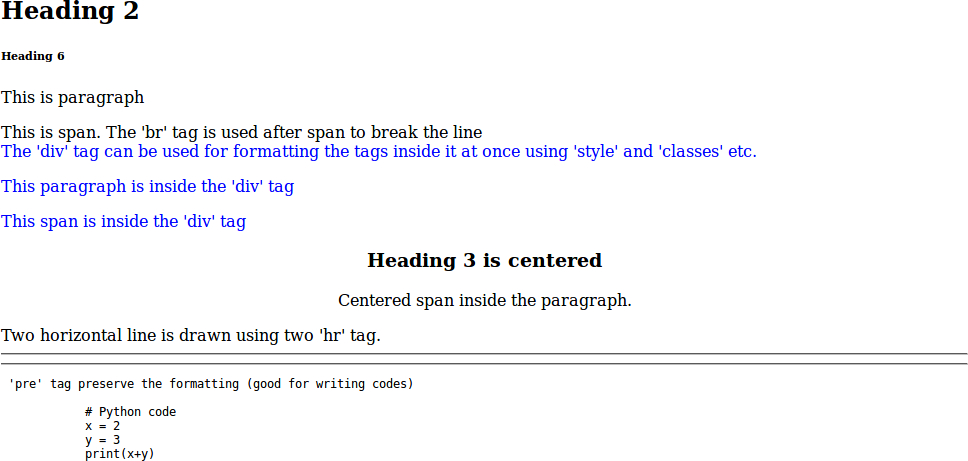 Heading 2
Heading 6
This is paragraph
This is span. The 'br' tag is used after span to break the line
The 'div' tag can be used for formatting the tags inside it at once using 'style' and 'classes' etc.
This paragraph is inside the 'div' tag
This span is inside the 'div' tag
Heading 3 is centered
Centered span inside the paragraph.
Two horizontal line is drawn using two 'hr' tag.
'pre' tag preserve the formatting (good for writing codes)
# Python code
x = 2
y = 3
print(x+y)